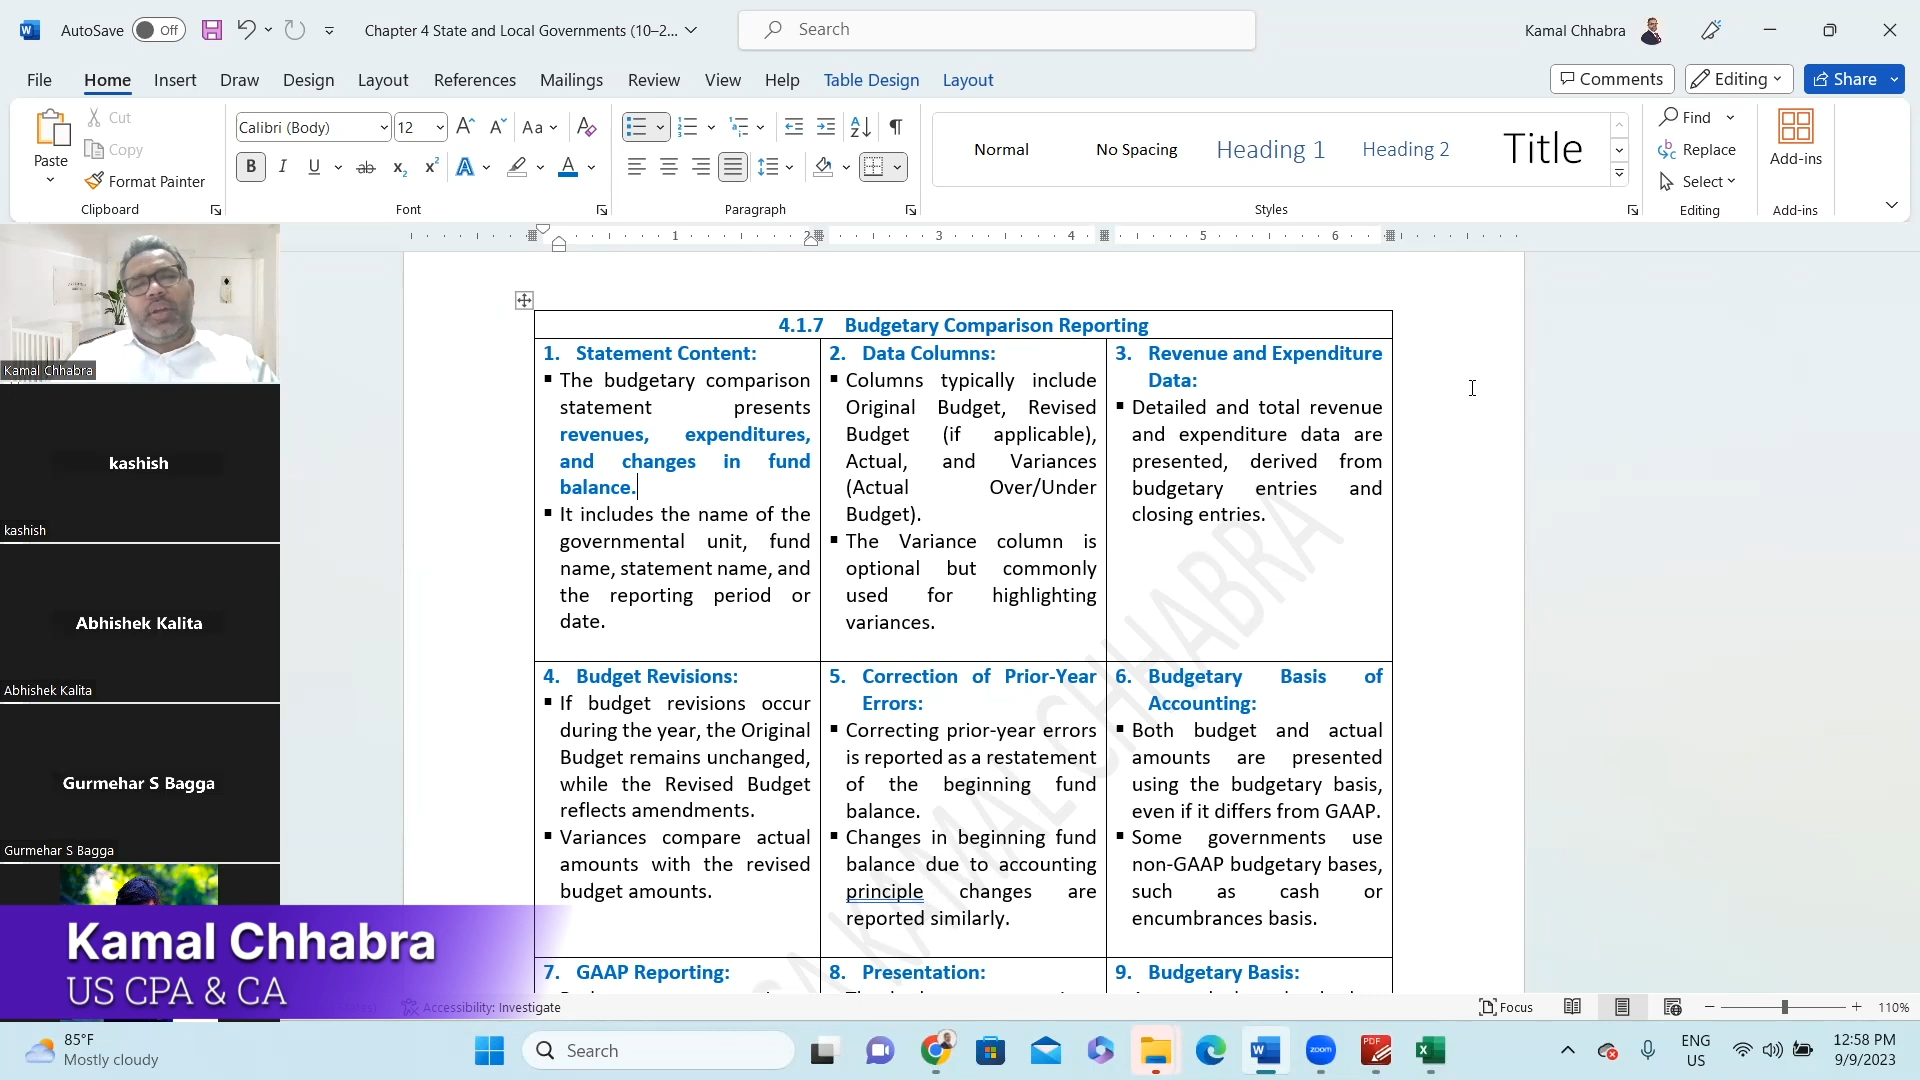 AutoSave Off Chapter 4 State and Local Governments (10–2... Search Kamal Chhabra
File Home Insert Draw Design Layout References Mailings Review View Help Table Design Layout Comments Editing Share
Paste Cut Copy Format Painter
Calibri (Body) 12 Aa
B I U ab x₂ x² A A
Normal No Spacing Heading 1 Heading 2 Title
Find Replace Select Add-ins
Clipboard Font Paragraph Styles Editing Add-ins
1 2 3 4 5 6
Kamal Chhabra
kashish
kashish
Abhishek Kalita
Abhishek Kalita
Gurmehar S Bagga
Gurmehar S Bagga
4.1.7 Budgetary Comparison Reporting
1. Statement Content:
▪ The budgetary comparison
statement presents
revenues, expenditures,
and changes in fund
balance.
▪ It includes the name of the
governmental unit, fund
name, statement name, and
the reporting period or
date.
2. Data Columns:
▪ Columns typically include
Original Budget, Revised
Budget (if applicable),
Actual, and Variances
(Actual Over/Under
Budget).
▪ The Variance column is
optional but commonly
used for highlighting
variances.
3. Revenue and Expenditure
Data:
▪ Detailed and total revenue
and expenditure data are
presented, derived from
budgetary entries and
closing entries.
4. Budget Revisions:
▪ If budget revisions occur
during the year, the Original
Budget remains unchanged,
while the Revised Budget
reflects amendments.
▪ Variances compare actual
amounts with the revised
budget amounts.
5. Correction of Prior-Year
Errors:
▪ Correcting prior-year errors
is reported as a restatement
of the beginning fund
balance.
▪ Changes in beginning fund
balance due to accounting
principle changes are
reported similarly.
6. Budgetary Basis of
Accounting:
▪ Both budget and actual
amounts are presented
using the budgetary basis,
even if it differs from GAAP.
▪ Some governments use
non-GAAP budgetary bases,
such as cash or
encumbrances basis.
7. GAAP Reporting:
8. Presentation:
9. Budgetary Basis:
KAMAL CHHABRA
Kamal Chhabra
US CPA & CA
Accessibility: Investigate Focus 110%
85°F
Mostly cloudy
Search
zoom
PDF
ENG
US
12:58 PM
9/9/2023